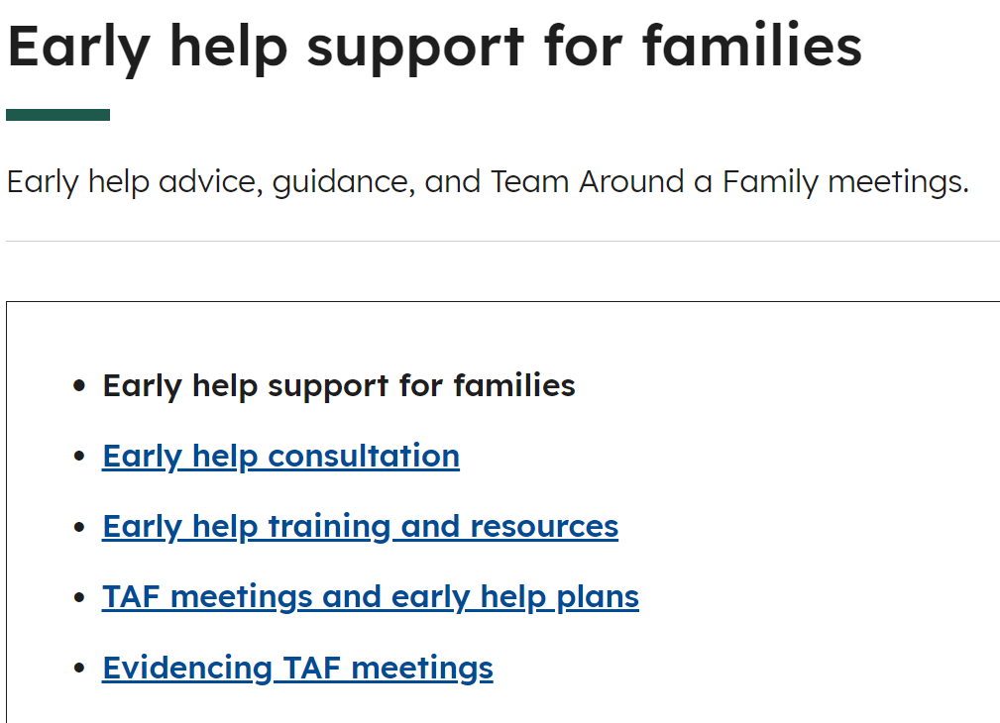 Early help support for families
Early help advice, guidance, and Team Around a Family meetings.
Early help support for families
Early help consultation
Early help training and resources
TAF meetings and early help plans
Evidencing TAF meetings